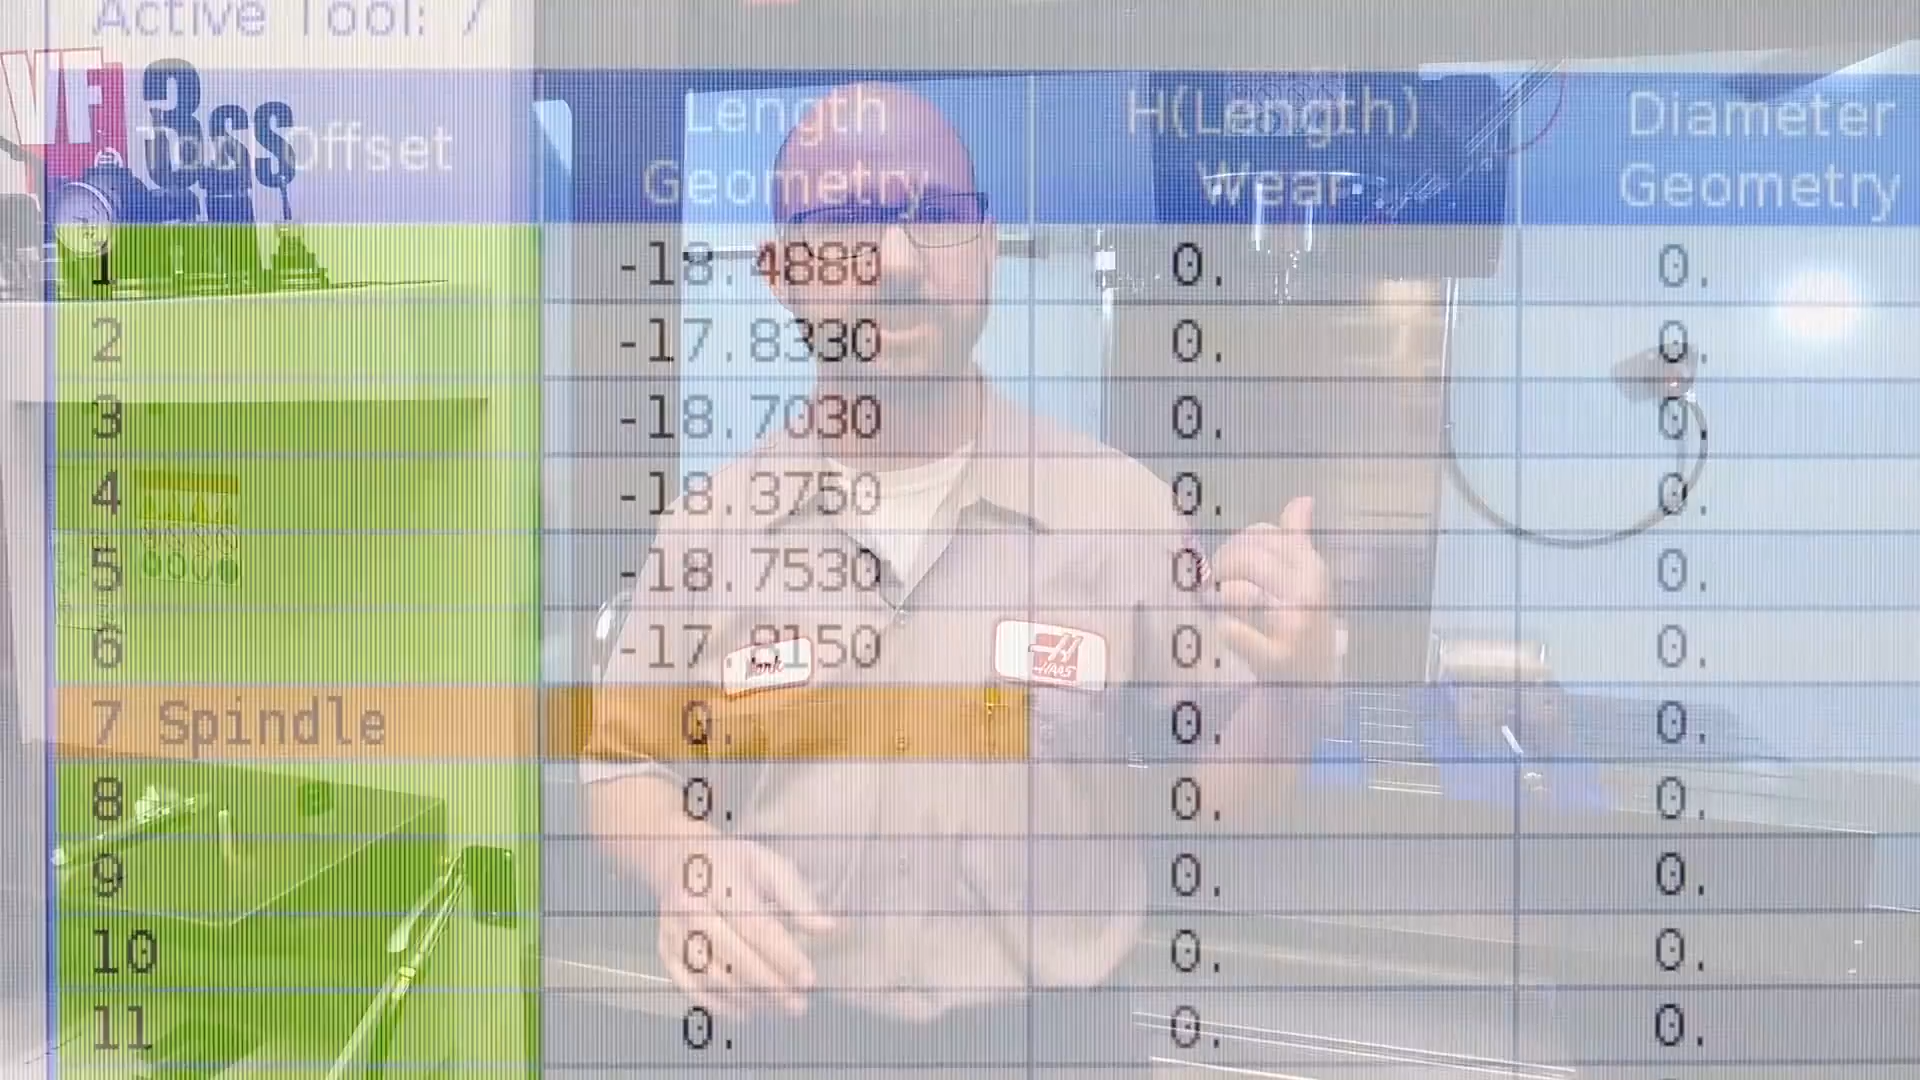 Active Tool: 7
VF 3SS
Tool Offset
Length Geometry
H(Length) Wear
Diameter Geometry
1 -18.4880 0. 0.
2 -17.8330 0. 0.
3 -18.7030 0. 0.
4 -18.3750 0. 0.
5 -18.7530 0. 0.
6 -17.8150 0. 0.
7 Spindle 0. 0. 0.
8 0. 0. 0.
9 0. 0. 0.
10 0. 0. 0.
11 0. 0. 0.
Mark
HAAS